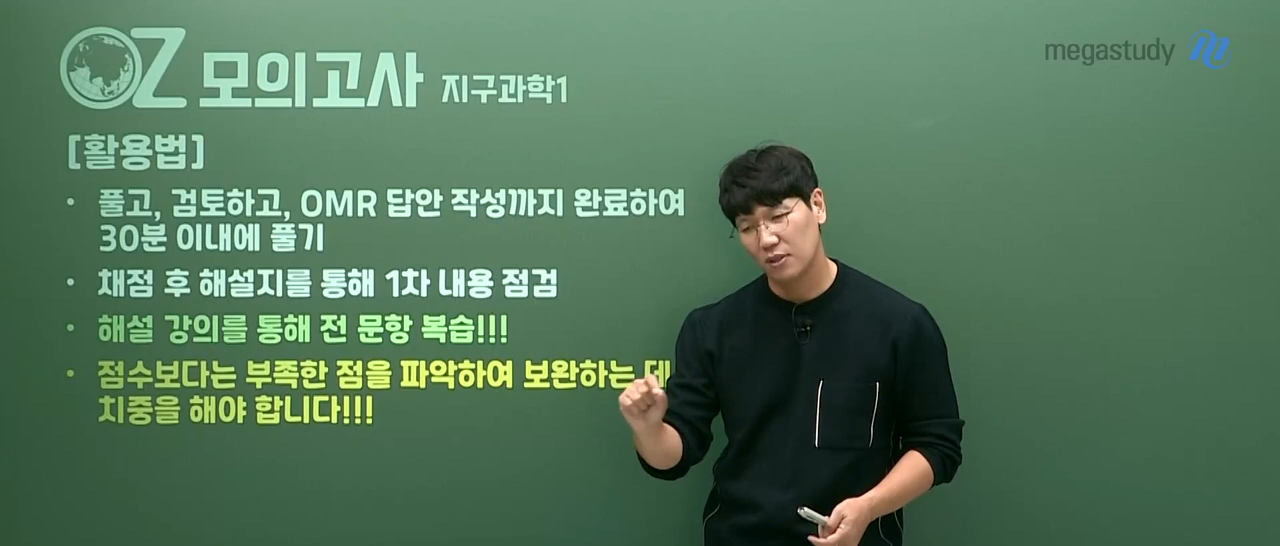 OZ 모의고사 지구과학1
megastudy
[활용법]
• 풀고, 검토하고, OMR 답안 작성까지 완료하여
30분 이내에 풀기
• 채점 후 해설지를 통해 1차 내용 점검
• 해설 강의를 통해 전 문항 복습!!!
• 점수보다는 부족한 점을 파악하여 보완하는 데
치중을 해야 합니다!!!